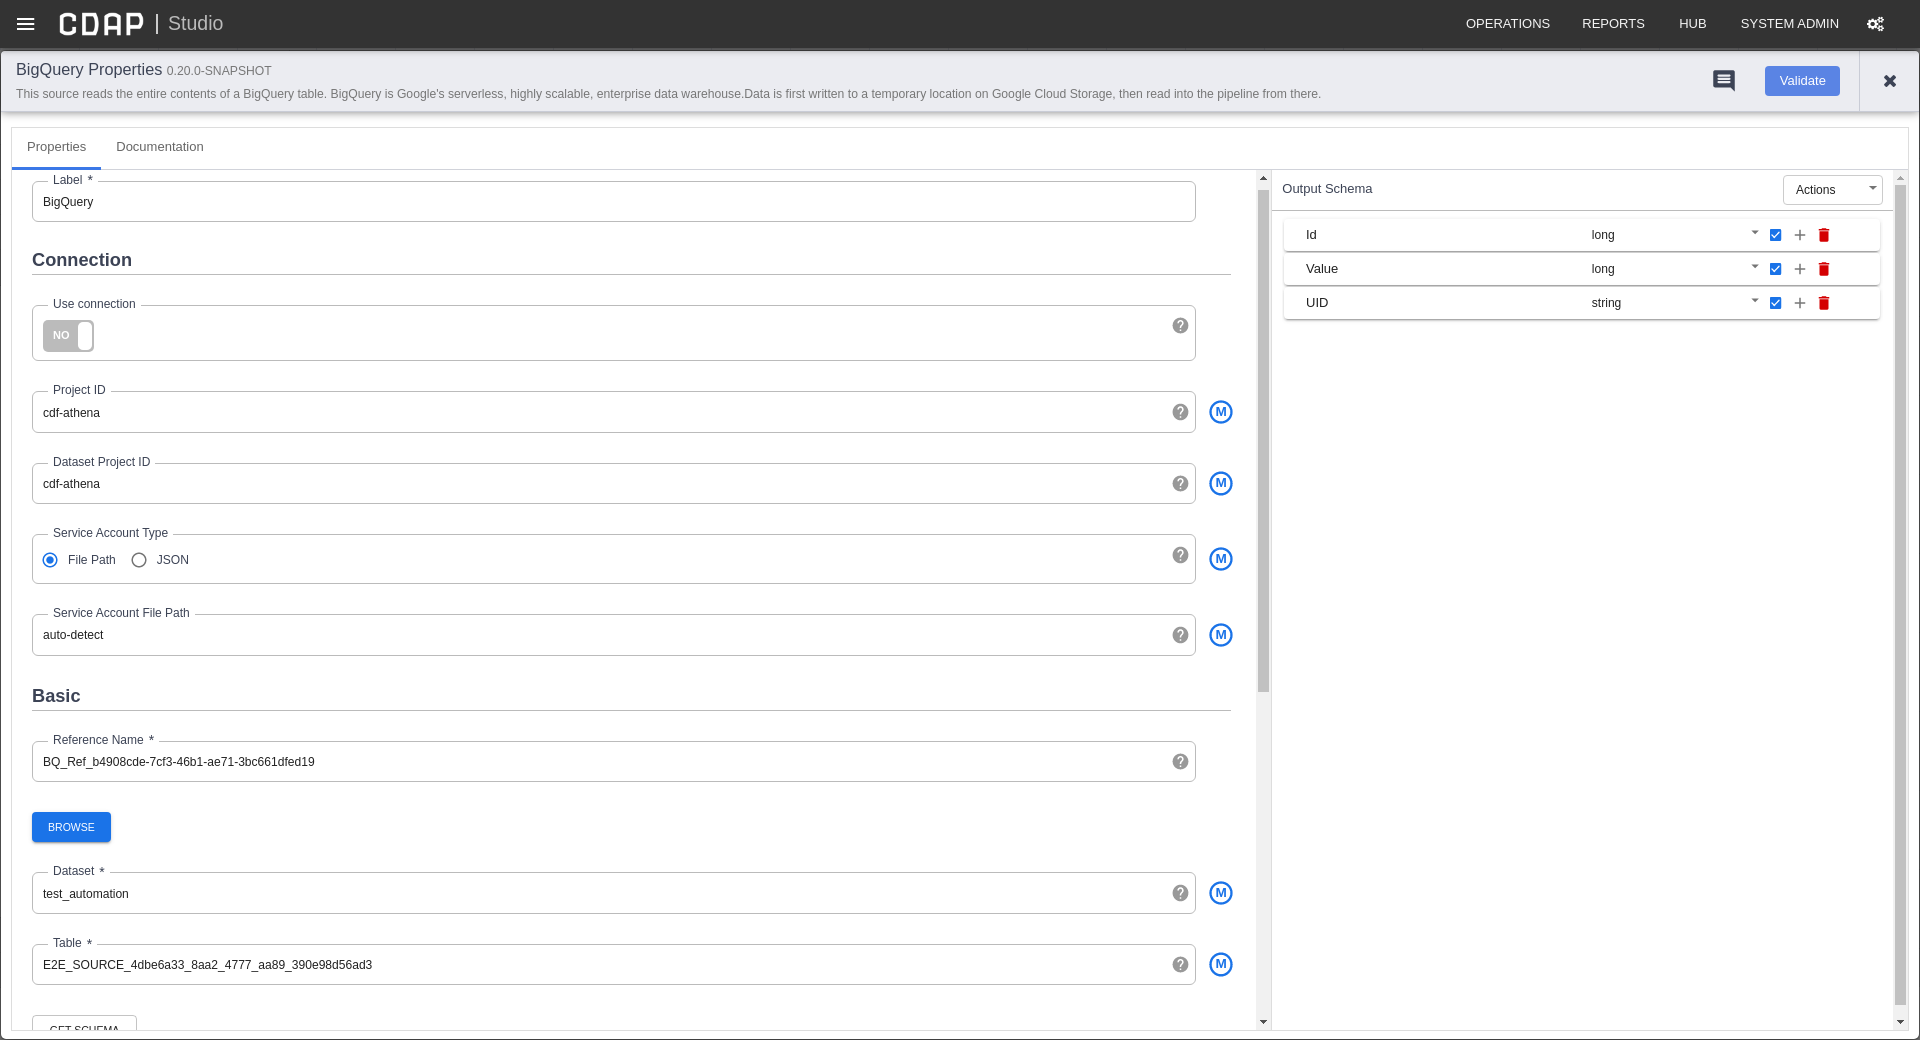 CDAP | Studio
OPERATIONS REPORTS HUB SYSTEM ADMIN
BigQuery Properties 0.20.0-SNAPSHOT
This source reads the entire contents of a BigQuery table. BigQuery is Google's serverless, highly scalable, enterprise data warehouse.Data is first written to a temporary location on Google Cloud Storage, then read into the pipeline from there.
Validate
Properties Documentation
Label *
BigQuery
Connection
Use connection
NO
Project ID
cdf-athena
M
Dataset Project ID
cdf-athena
M
Service Account Type
File Path JSON
M
Service Account File Path
auto-detect
M
Basic
Reference Name *
BQ_Ref_b4908cde-7cf3-46b1-ae71-3bc661dfed19
BROWSE
Dataset *
test_automation
M
Table *
E2E_SOURCE_4dbe6a33_8aa2_4777_aa89_390e98d56ad3
M
GET SCHEMA
Output Schema
Actions
Id long
Value long
UID string